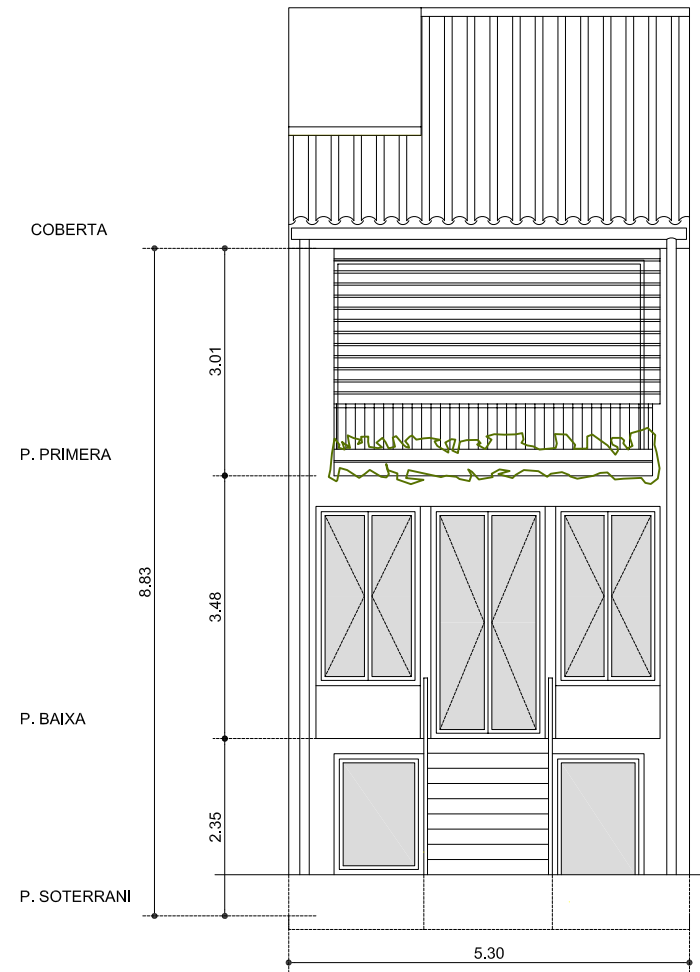 COBERTA
3.01
P. PRIMERA
8.83
3.48
P. BAIXA
2.35
P. SOTERRANI
5.30